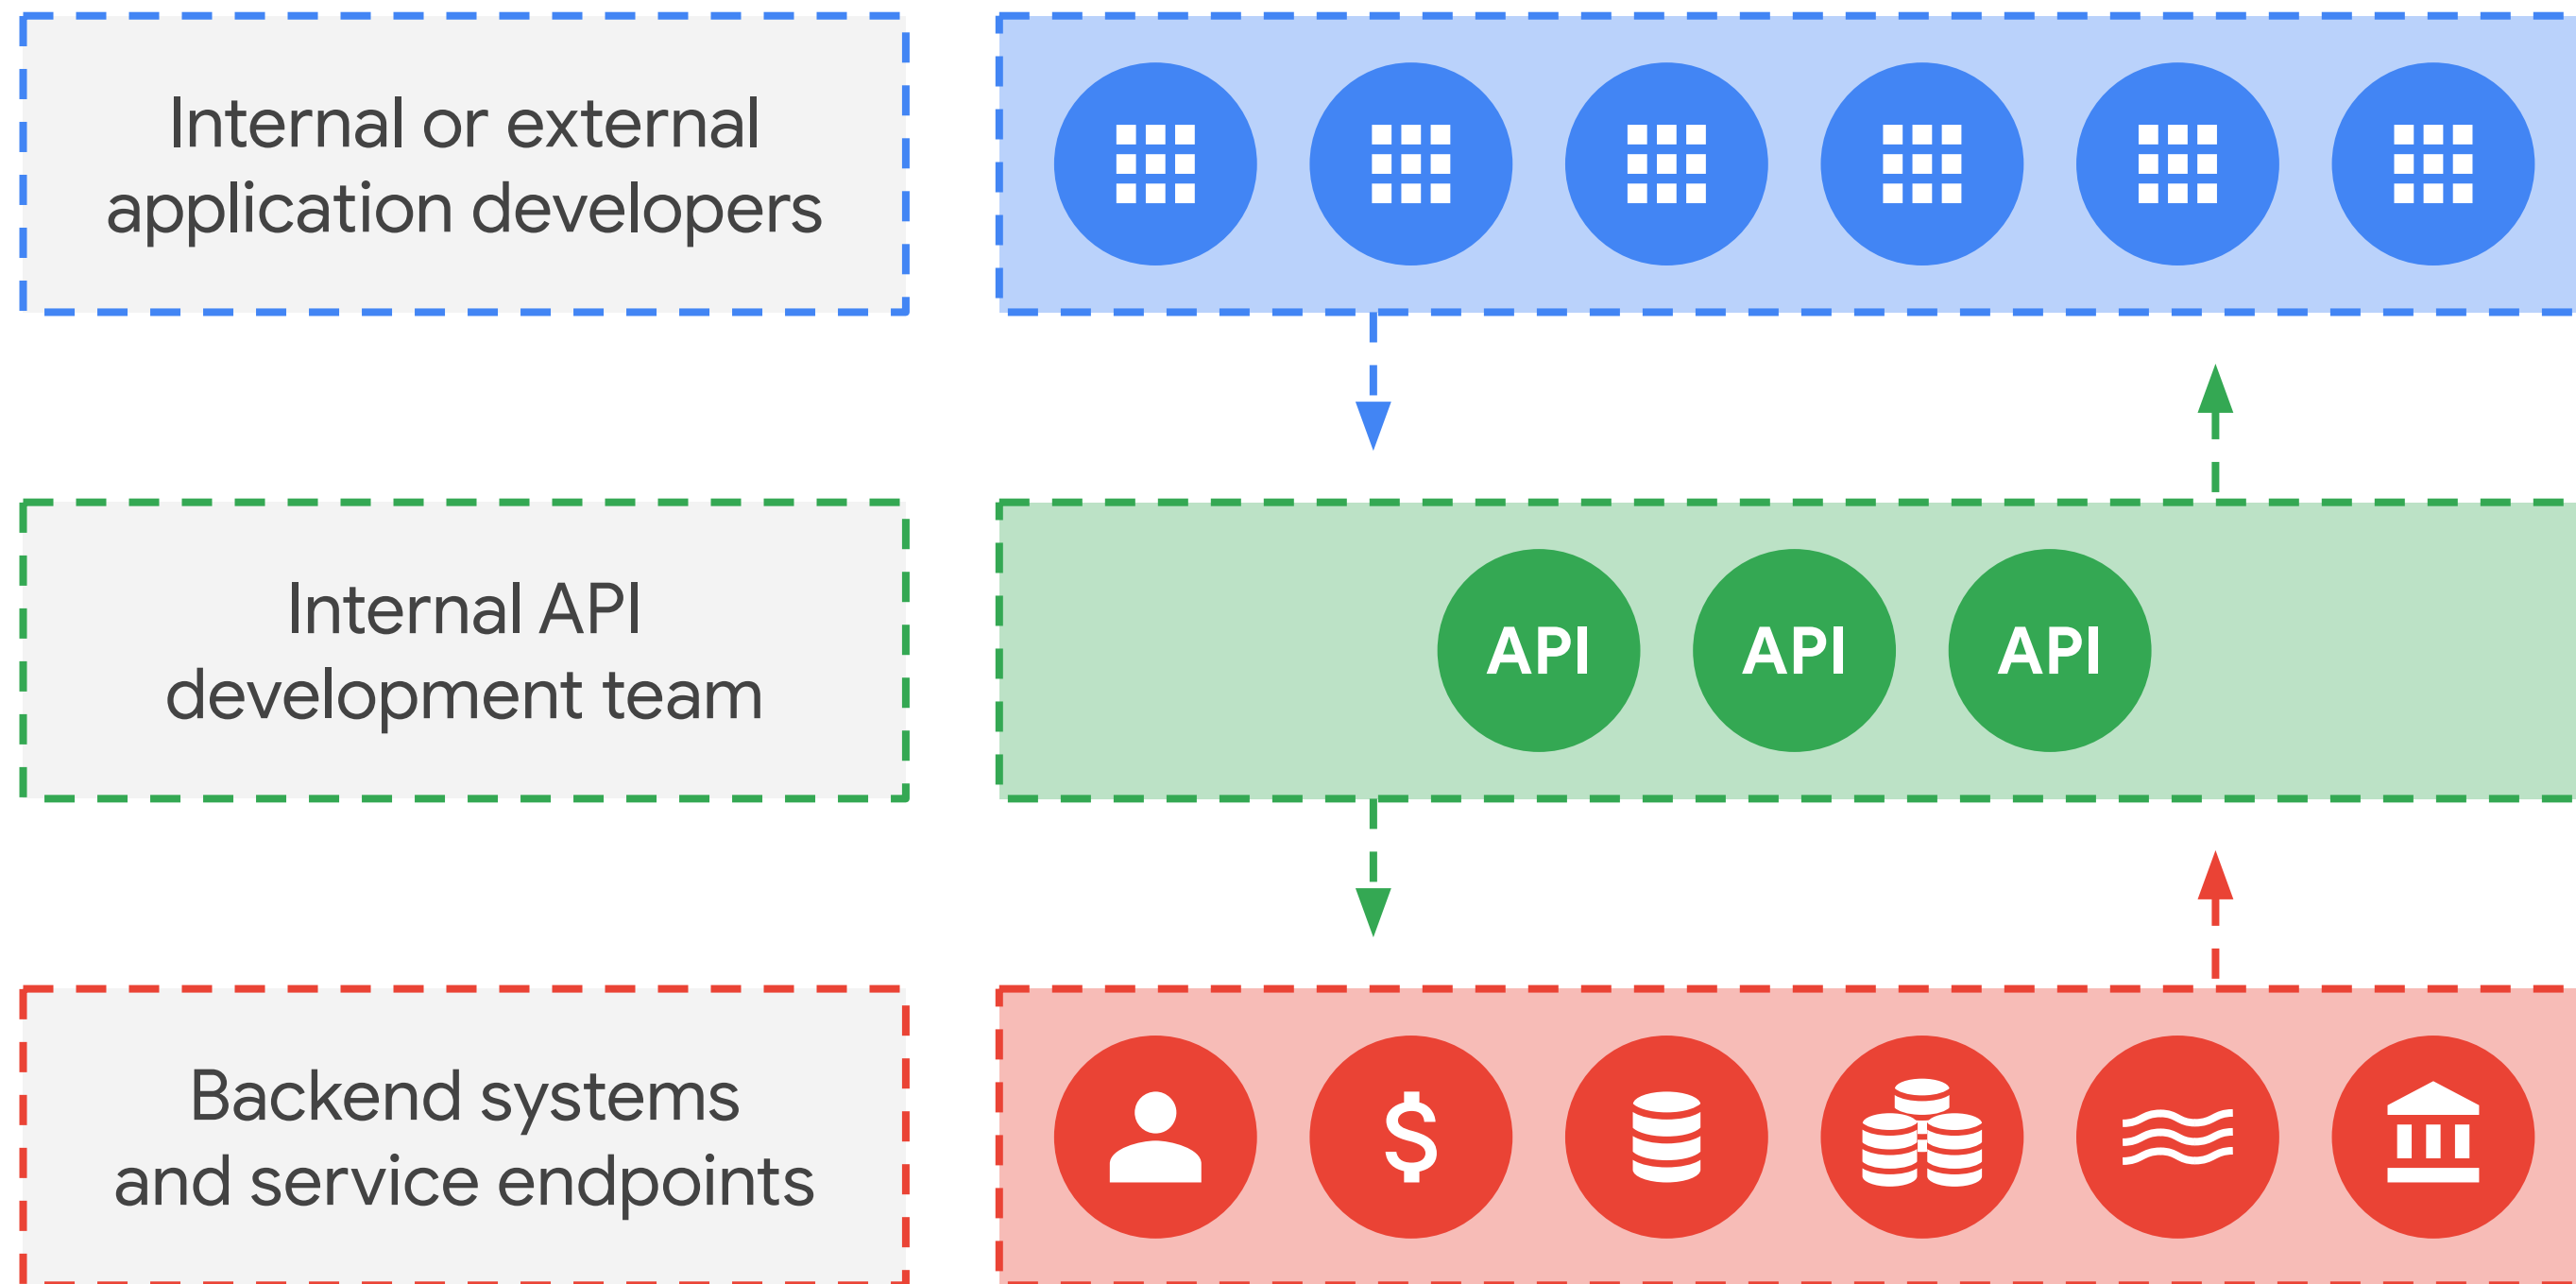 Internal or external
application developers
Internal API
development team
API API API
Backend systems
and service endpoints
$